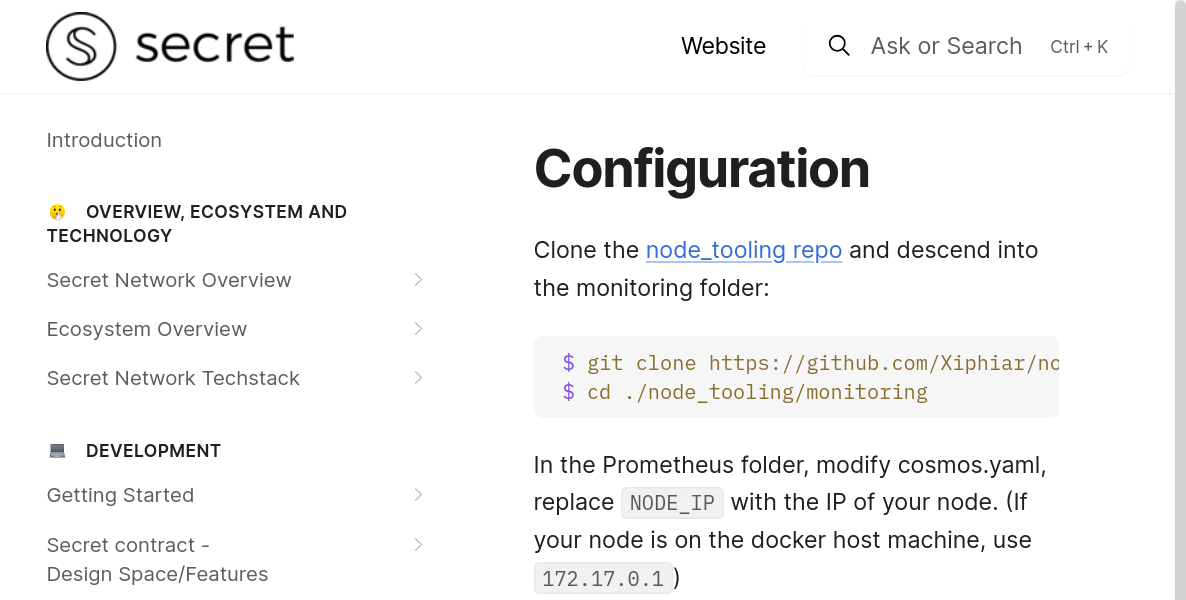 secret
Website
Ask or Search
Ctrl + K
Introduction
OVERVIEW, ECOSYSTEM AND
TECHNOLOGY
Secret Network Overview
Ecosystem Overview
Secret Network Techstack
DEVELOPMENT
Getting Started
Secret contract -
Design Space/Features
Configuration
Clone the node_tooling repo and descend into
the monitoring folder:
$ git clone https://github.com/Xiphiar/no
$ cd ./node_tooling/monitoring
In the Prometheus folder, modify cosmos.yaml,
replace NODE_IP with the IP of your node. (If
your node is on the docker host machine, use
172.17.0.1 )